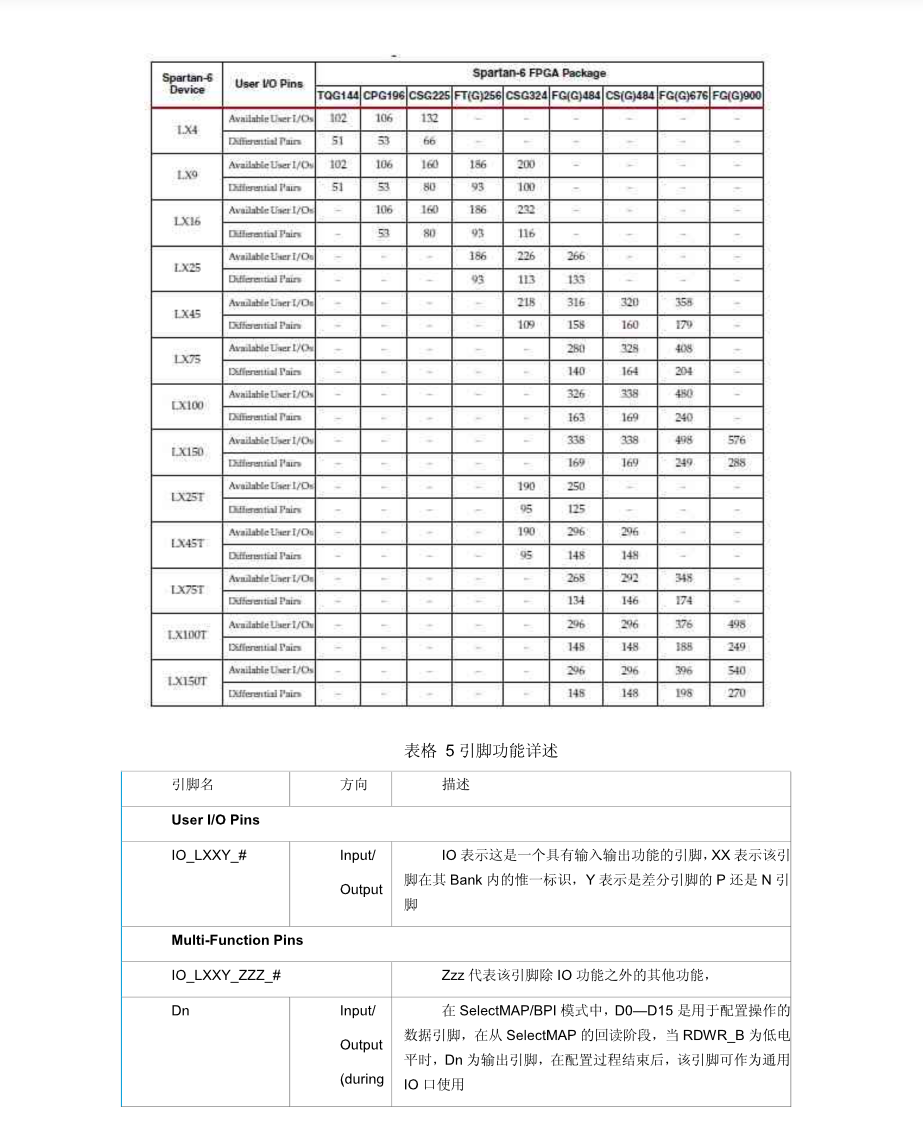 Spartan-6 FPGA Package
Spartan-6 Device User I/O Pins TQG144 CPG196 CSG225 FT(G)256 CSG324 FG(G)484 CS(G)484 FG(G)676 FG(G)900
LX4 Available User I/Os 102 106 132 – – – – – –
Differential Pairs 51 53 66 – – – – – –
LX9 Available User I/Os 102 106 160 186 200 – – – –
Differential Pairs 51 53 80 93 100 – – – –
LX16 Available User I/Os – 106 160 186 232 – – – –
Differential Pairs – 53 80 93 116 – – – –
LX25 Available User I/Os – – – 186 226 266 – – –
Differential Pairs – – – 93 113 133 – – –
LX45 Available User I/Os – – – – 218 316 320 358 –
Differential Pairs – – – – 109 158 160 179 –
LX75 Available User I/Os – – – – – 280 328 408 –
Differential Pairs – – – – – 140 164 204 –
LX100 Available User I/Os – – – – – 326 338 480 –
Differential Pairs – – – – – 163 169 240 –
LX150 Available User I/Os – – – – – 338 338 498 576
Differential Pairs – – – – – 169 169 249 288
LX25T Available User I/Os – – – – 190 250 – – –
Differential Pairs – – – – 95 125 – – –
LX45T Available User I/Os – – – – 190 296 296 – –
Differential Pairs – – – – 95 148 148 – –
LX75T Available User I/Os – – – – – 268 292 348 –
Differential Pairs – – – – – 134 146 174 –
LX100T Available User I/Os – – – – – 296 296 376 498
Differential Pairs – – – – – 148 148 188 249
LX150T Available User I/Os – – – – – 296 296 396 540
Differential Pairs – – – – – 148 148 198 270
表格 5 引脚功能详述
引脚名 方向 描述
User I/O Pins
IO_LXXY_# Input/ Output IO 表示这是一个具有输入输出功能的引脚，XX 表示该引
脚在其 Bank 内的惟一标识，Y 表示是差分引脚的 P 还是 N 引
脚
Multi-Function Pins
IO_LXXY_ZZZ_# Zzz 代表该引脚除 IO 功能之外的其他功能，
Dn Input/ Output (during 在 SelectMAP/BPI 模式中，D0—D15 是用于配置操作的
数据引脚，在从 SelectMAP 的回读阶段，当 RDWR_B 为低电
平时，Dn 为输出引脚，在配置过程结束后，该引脚可作为通用
IO 口使用